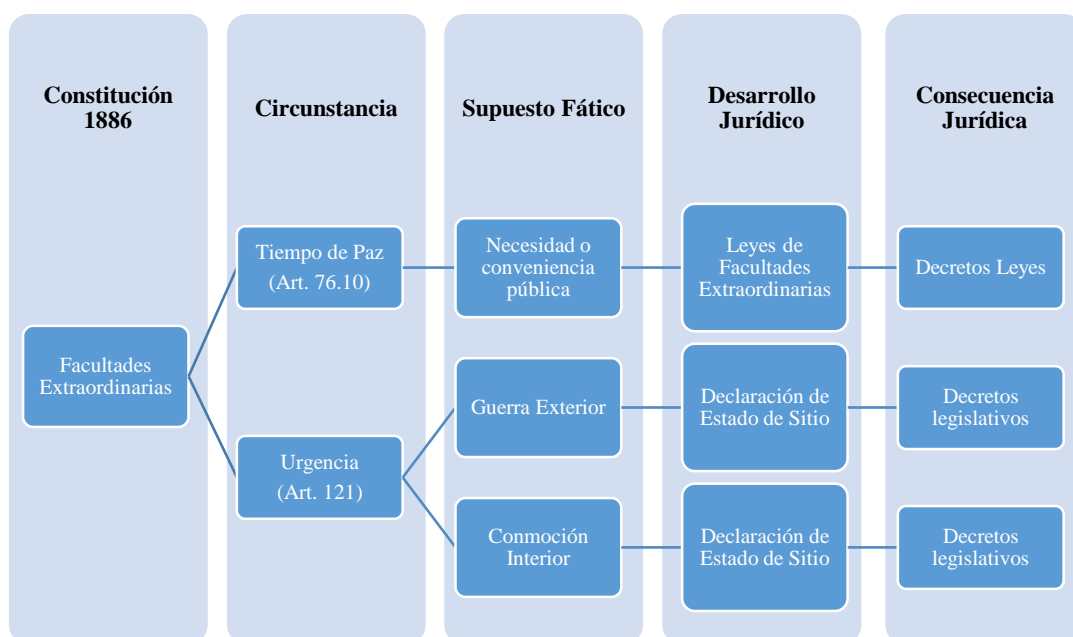 Constitución
1886
Circunstancia
Supuesto Fático
Desarrollo
Jurídico
Consecuencia
Jurídica
Facultades
Extraordinarias
Tiempo de Paz
(Art. 76.10)
Necesidad o
conveniencia
pública
Leyes de
Facultades
Extraordinarias
Decretos Leyes
Urgencia
(Art. 121)
Guerra Exterior
Declaración de
Estado de Sitio
Decretos
legislativos
Conmoción
Interior
Declaración de
Estado de Sitio
Decretos
legislativos